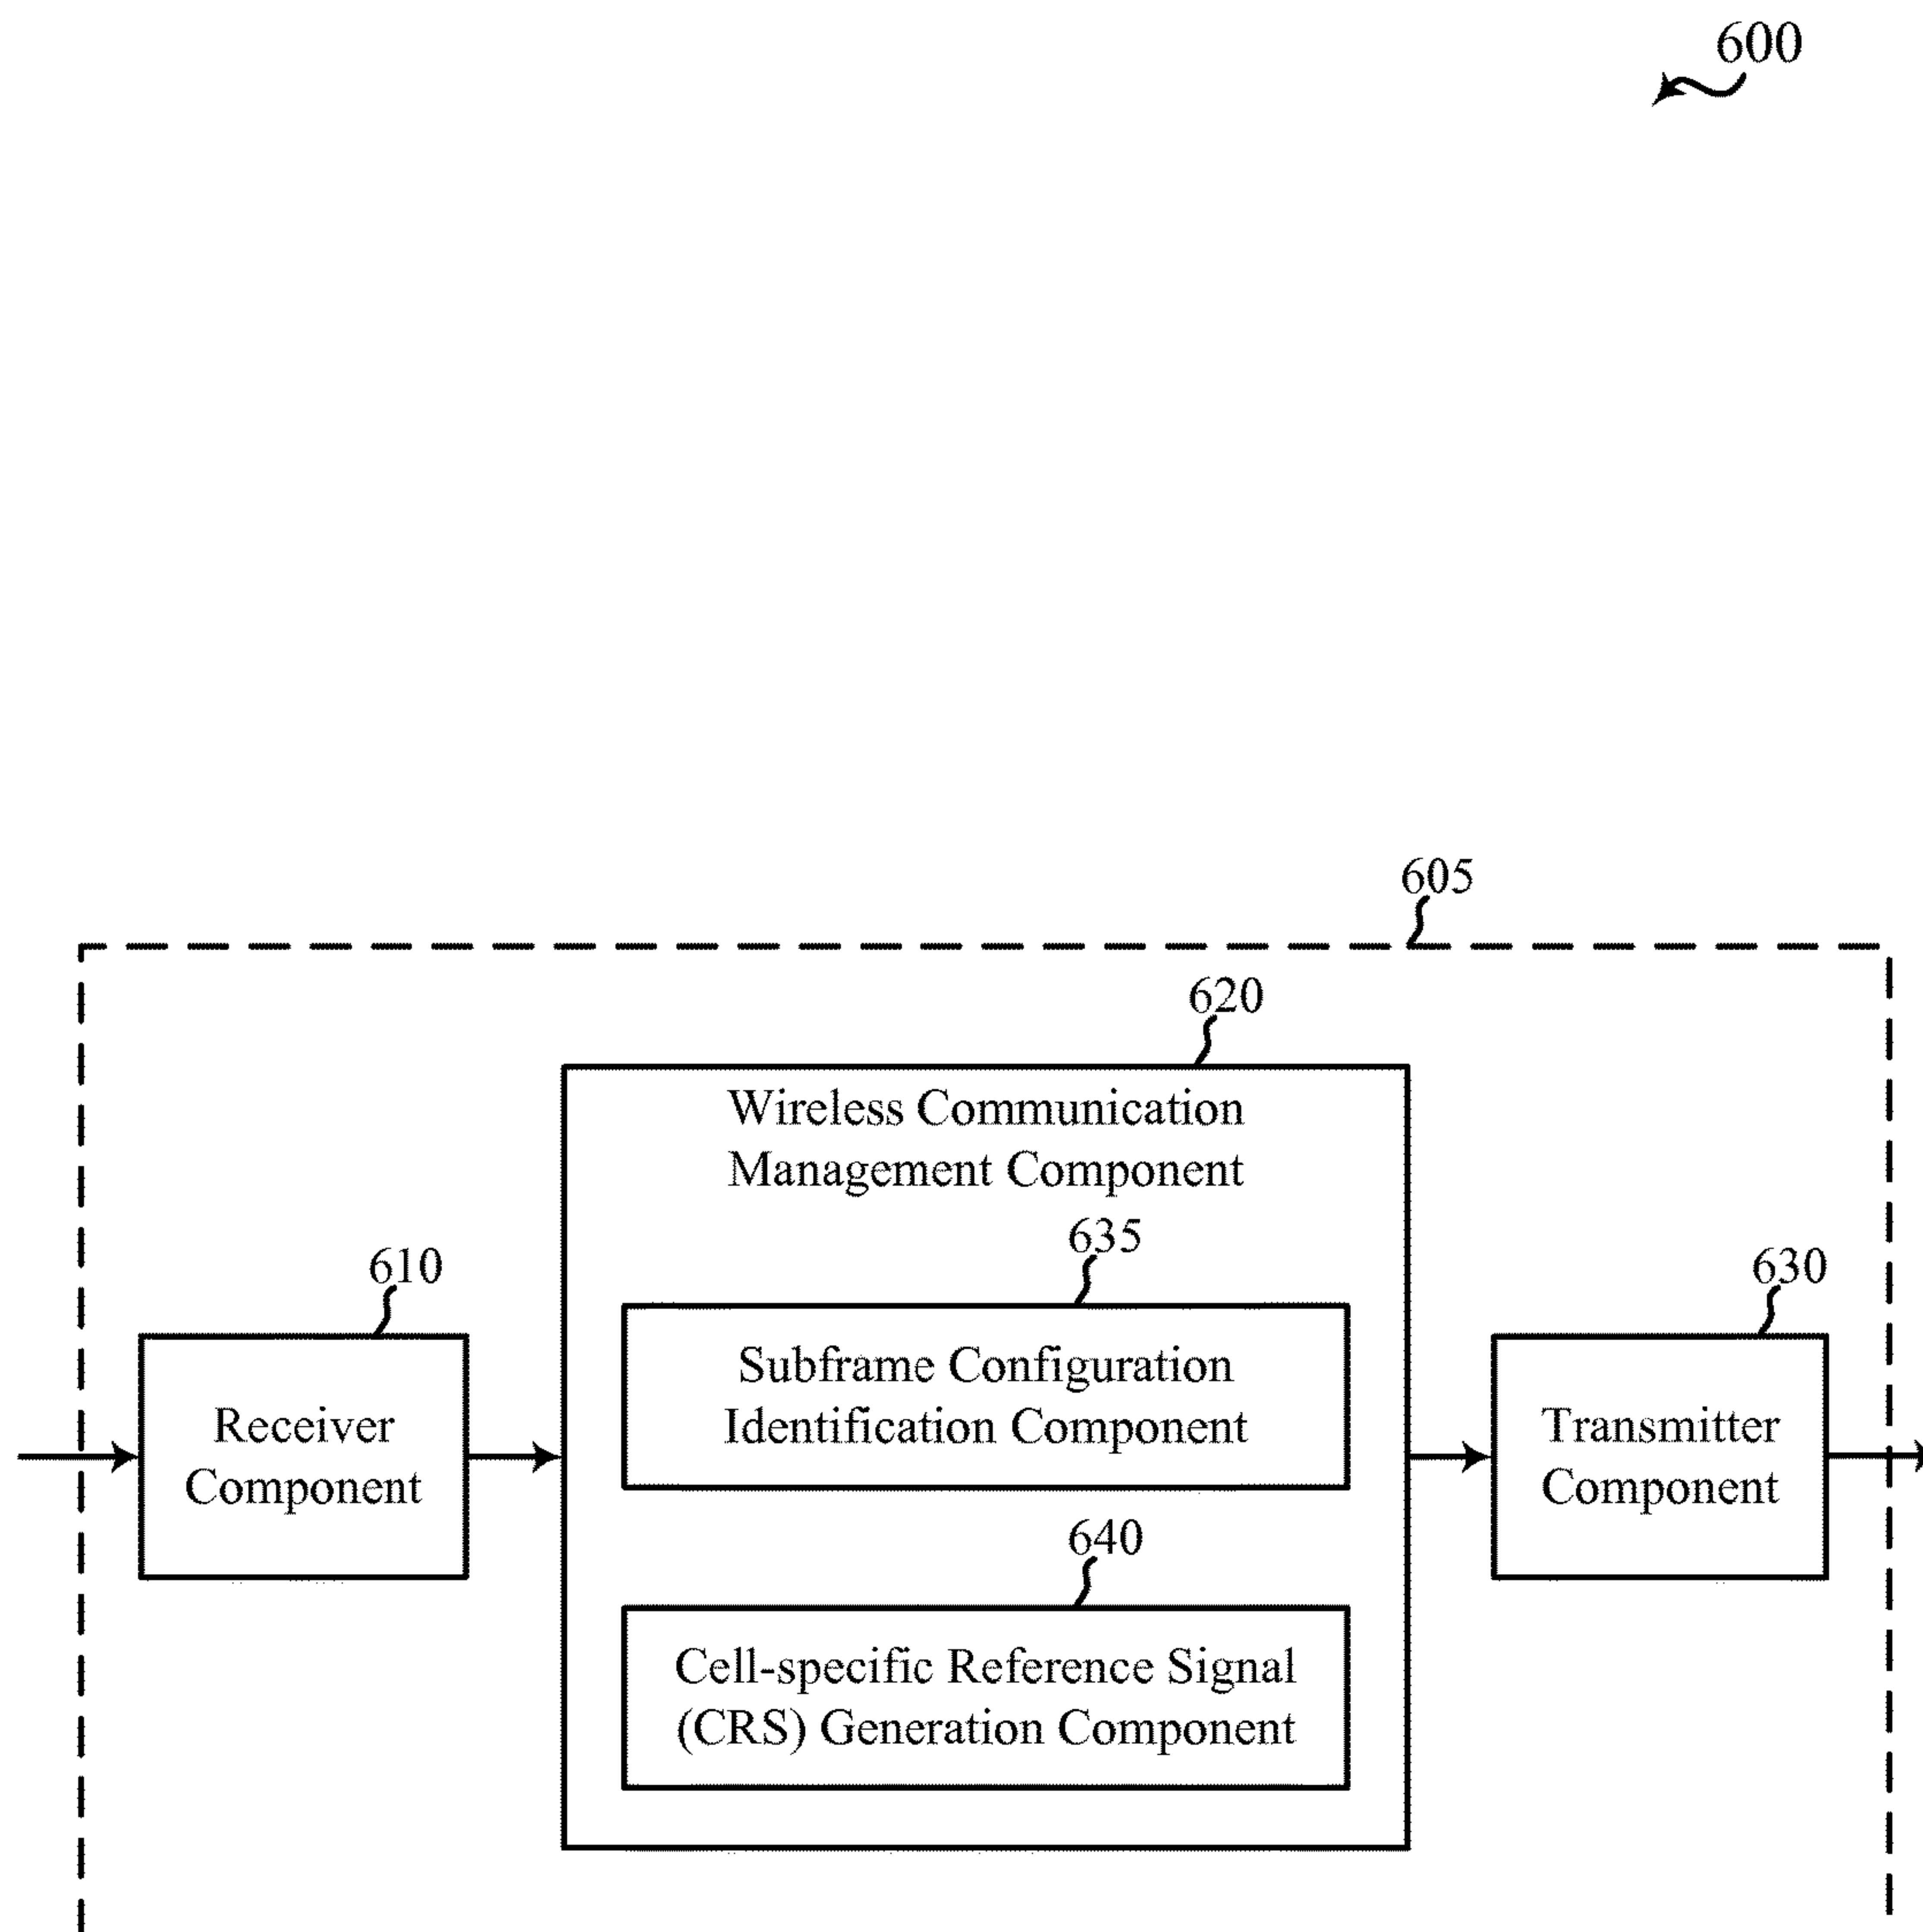 600
605
620
Wireless Communication
Management Component
635
610
630
Subframe Configuration
Identification Component
Receiver
Component
Transmitter
Component
640
Cell-specific Reference Signal
(CRS) Generation Component